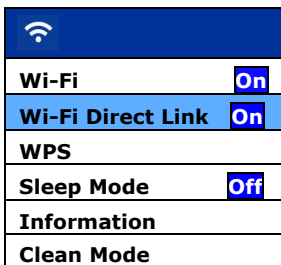 Wi-Fi On
Wi-Fi Direct Link On
WPS
Sleep Mode Off
Information
Clean Mode